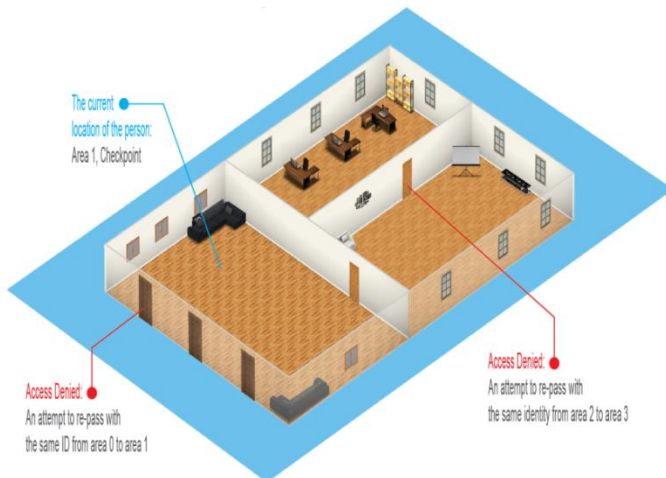 The current
location of the person:
Area 1, Checkpoint
Access Denied:
An attempt to re-pass with
the same ID from area 0 to area 1
Access Denied:
An attempt to re-pass with
the same identity from area 2 to area 3